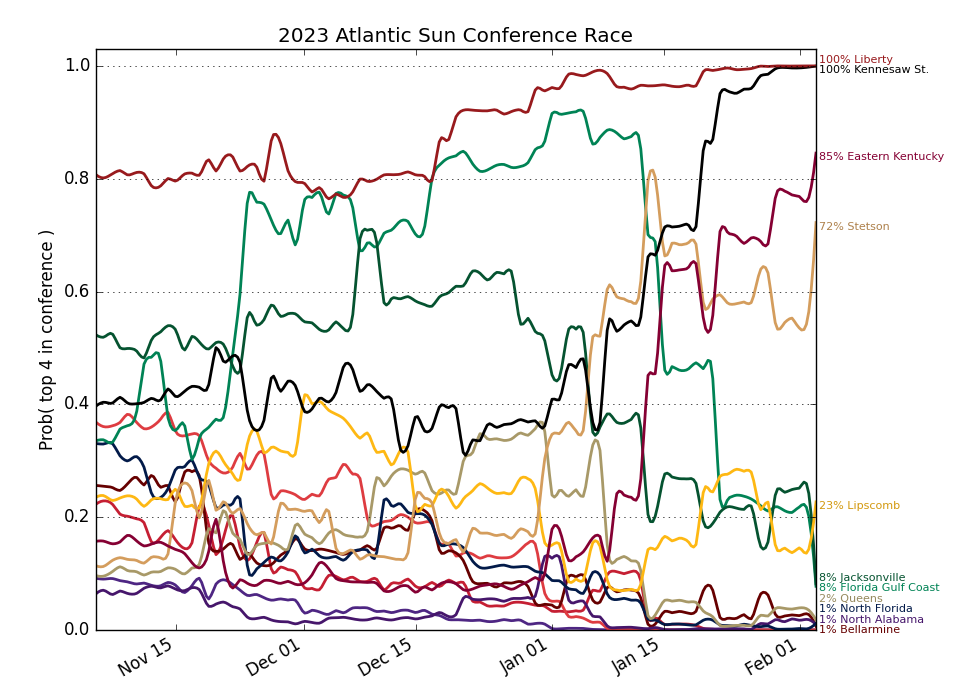 2023 Atlantic Sun Conference Race
Prob( top 4 in conference )
1.0
0.8
0.6
0.4
0.2
0.0
Nov 15
Dec 01
Dec 15
Jan 01
Jan 15
Feb 01
100% Liberty
100% Kennesaw St.
85% Eastern Kentucky
72% Stetson
23% Lipscomb
8% Jacksonville
8% Florida Gulf Coast
2% Queens
1% North Florida
1% North Alabama
1% Bellarmine